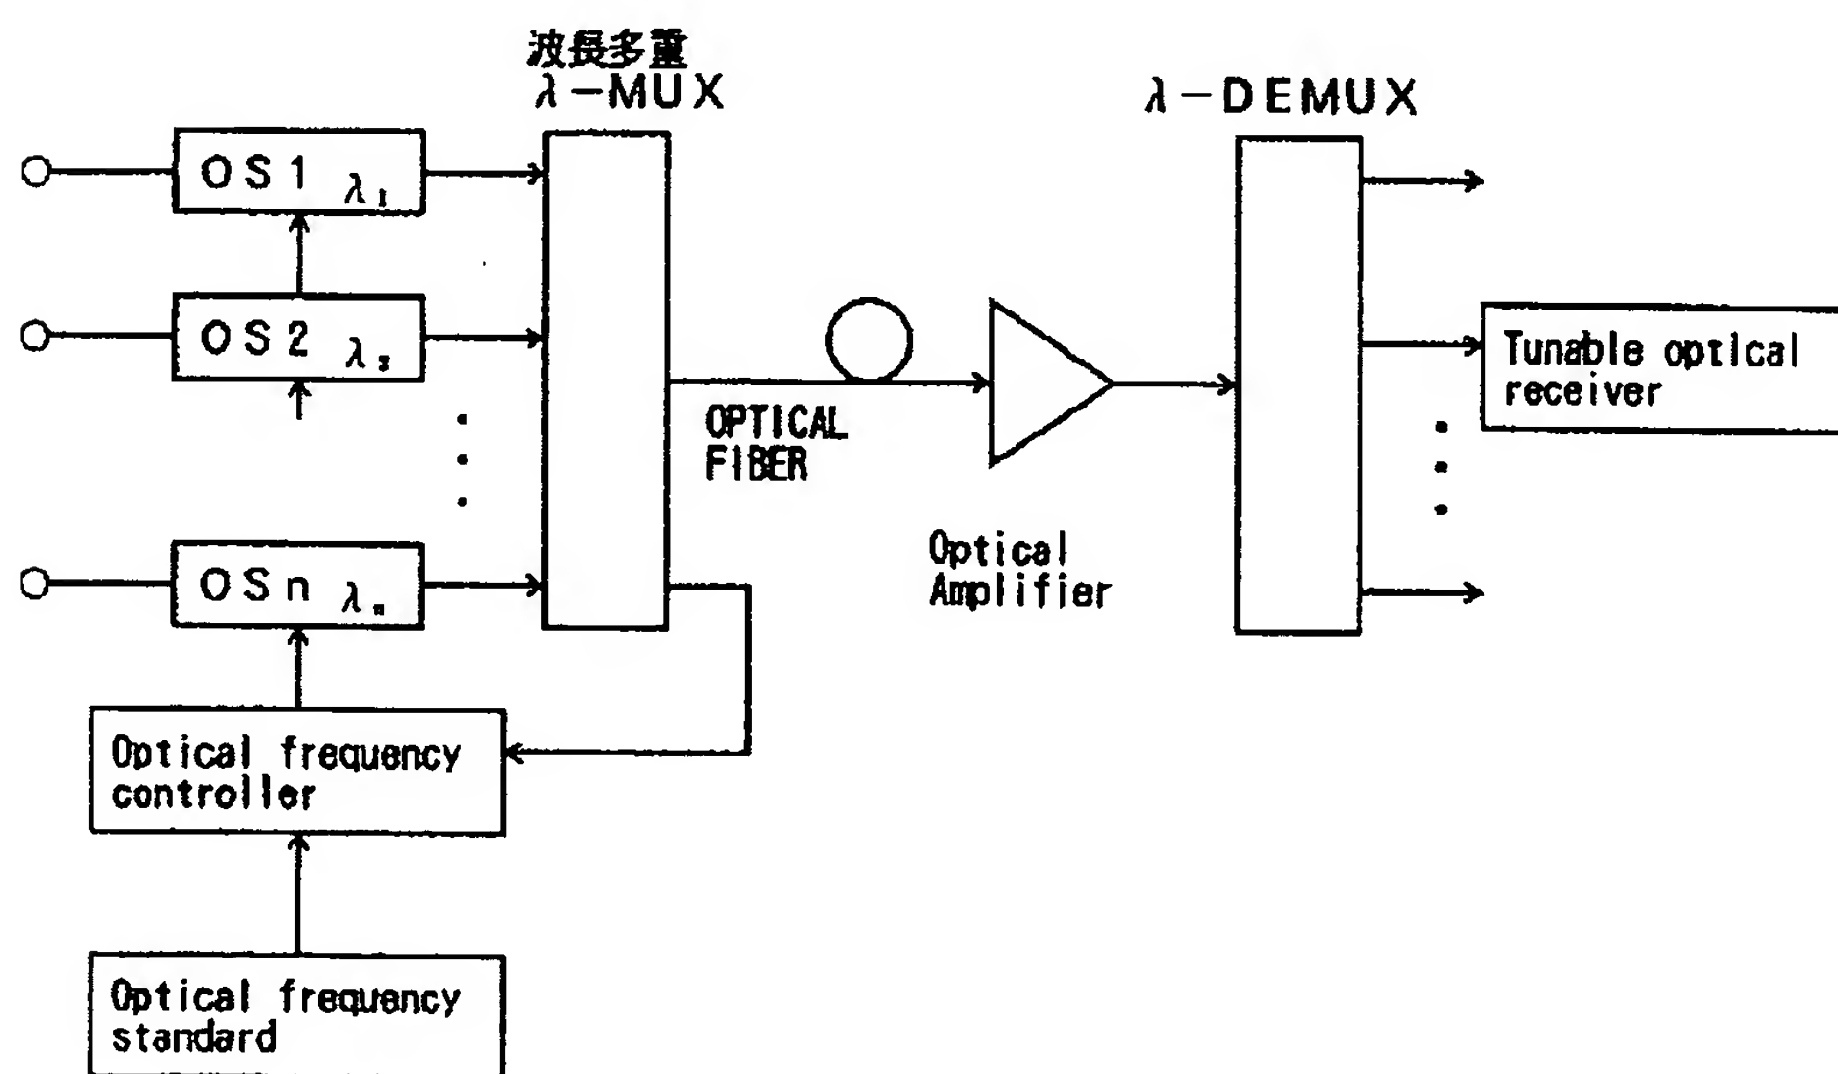 波長多重
λ-MUX
λ-DEMUX
OS1 λ₁
OS2 λ₂
Tunable optical
receiver
OPTICAL
FIBER
Optical
Amplifier
OSn λₙ
Optical frequency
controller
Optical frequency
standard